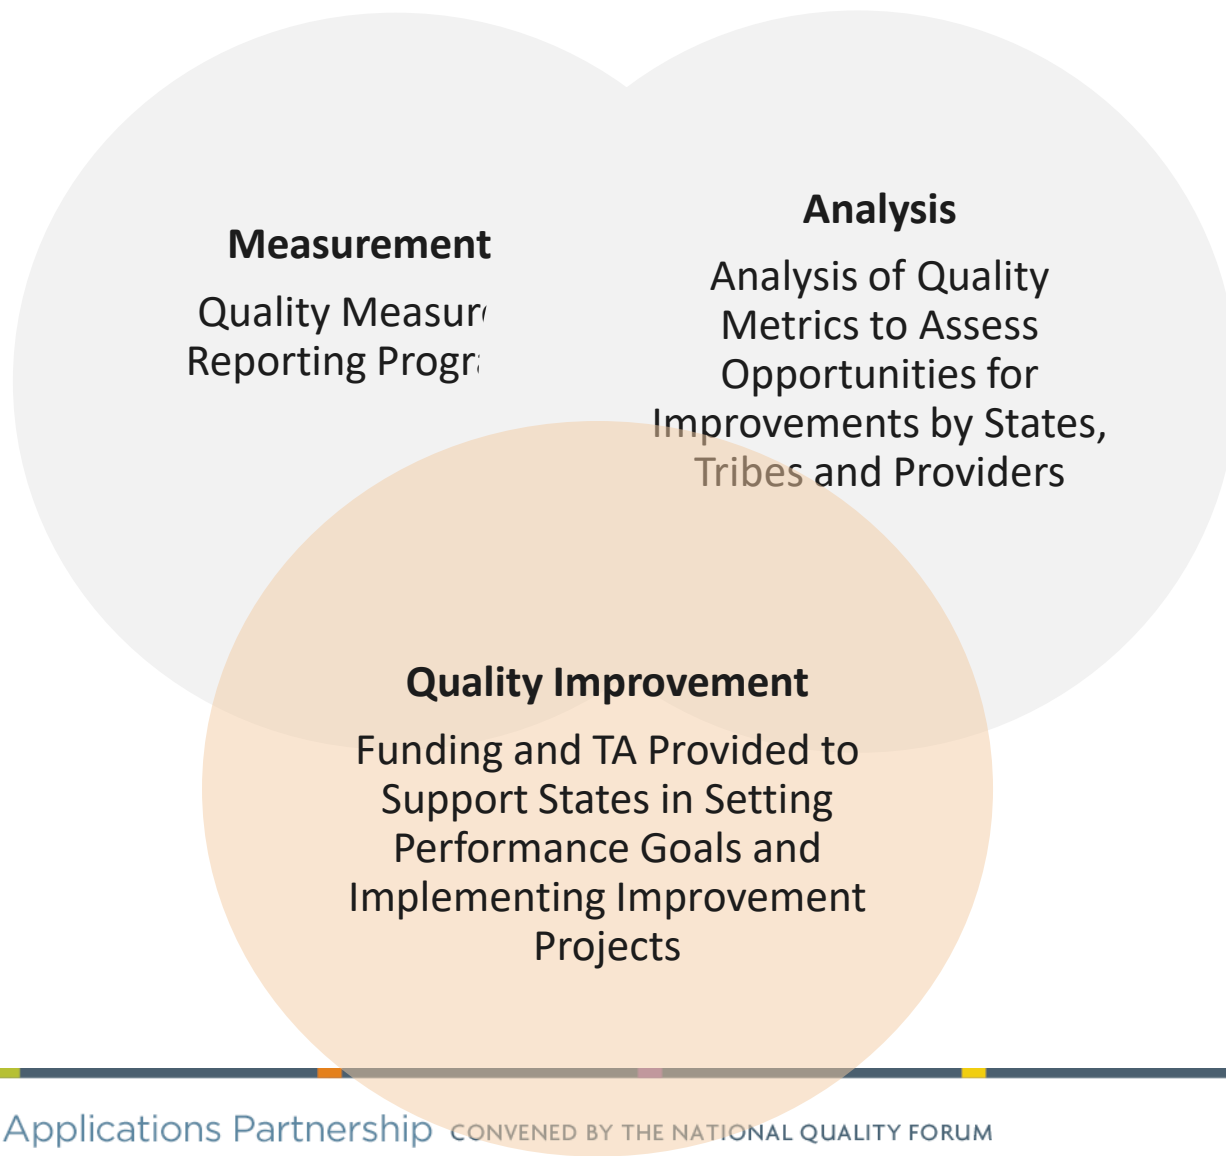 Measurement
Quality
Reporting
Analysis
Analysis of Quality
Metrics to Assess
Opportunities for
Improvements by States,
Tribes and Providers
Quality Improvement
Funding and TA Provided to
Support States in Setting
Performance Goals and
Implementing Improvement
Projects
Applications Partnership CONVENED BY THE NATIONAL QUALITY FORUM